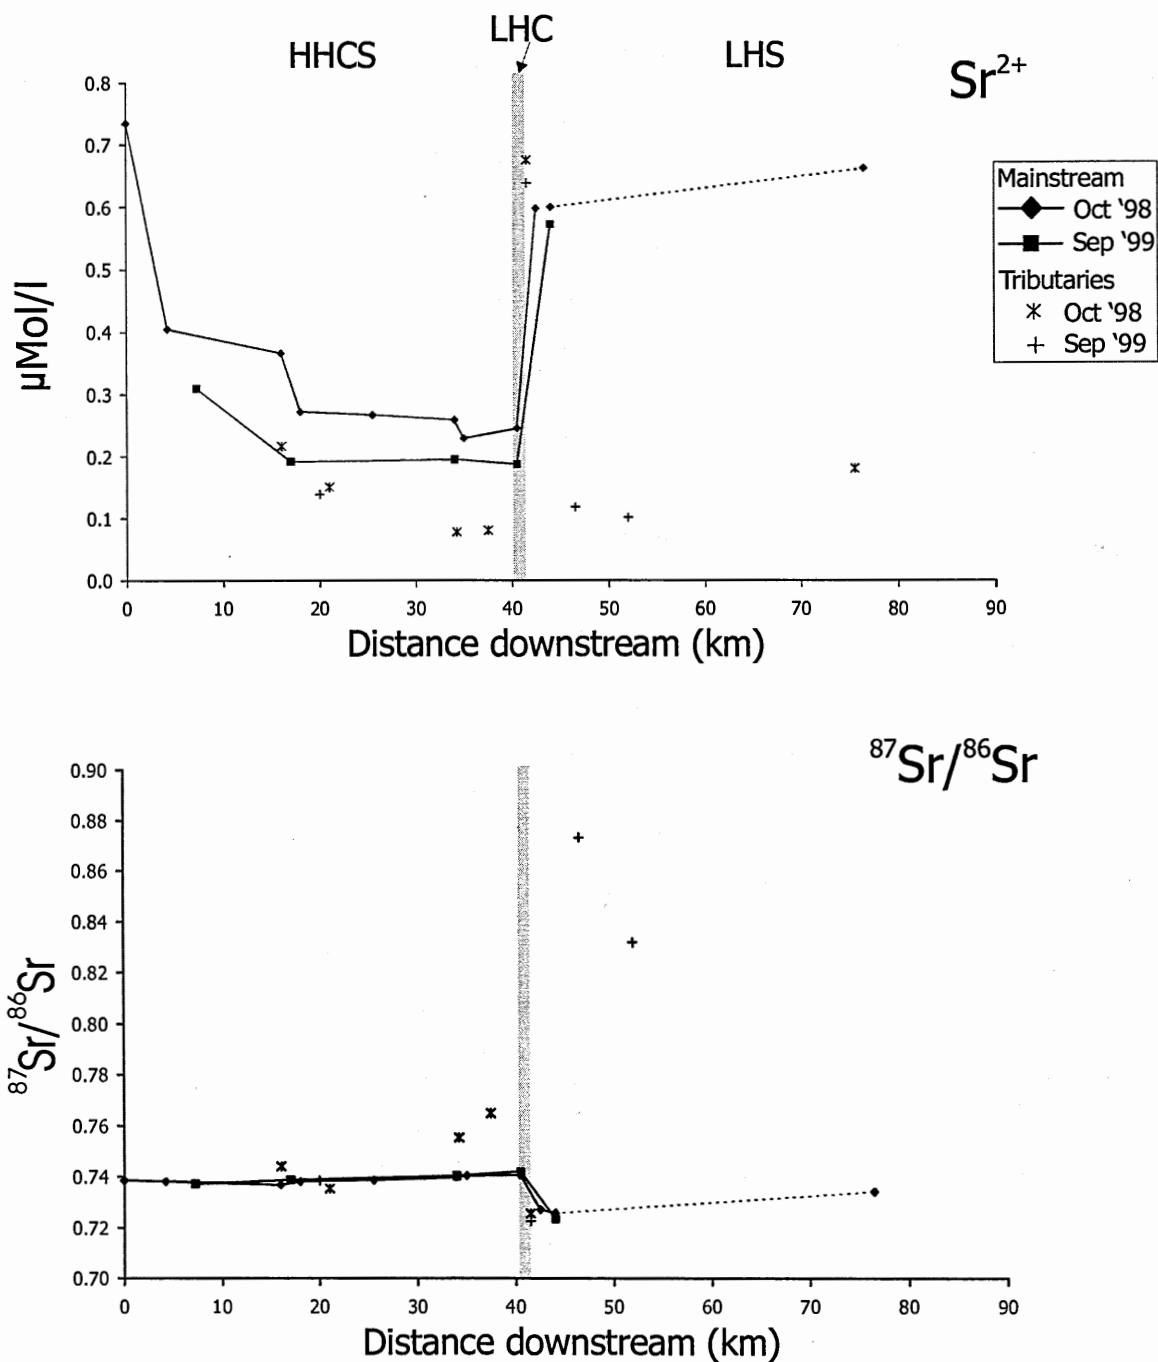 LHC
HHCS
LHS
Sr²⁺
0.8
0.7
0.6
0.5
0.4
0.3
0.2
0.1
0.0
µMol/l
0 10 20 30 40 50 60 70 80 90
Distance downstream (km)
Mainstream
Oct '98
Sep '99
Tributaries
Oct '98
Sep '99
⁸⁷Sr/⁸⁶Sr
0.90
0.88
0.86
0.84
0.82
0.80
0.78
0.76
0.74
0.72
0.70
⁸⁷Sr/⁸⁶Sr
0 10 20 30 40 50 60 70 80 90
Distance downstream (km)